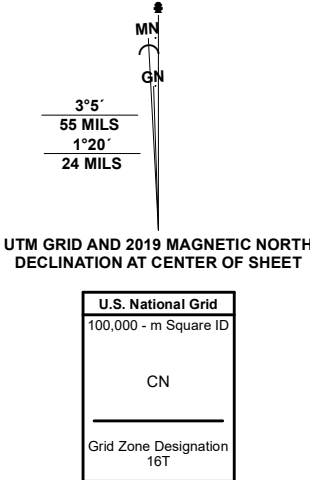 MN
GN
3°5´
55 MILS
1°20´
24 MILS
UTM GRID AND 2019 MAGNETIC NORTH
DECLINATION AT CENTER OF SHEET
U.S. National Grid
100,000 - m Square ID
CN
Grid Zone Designation
16T